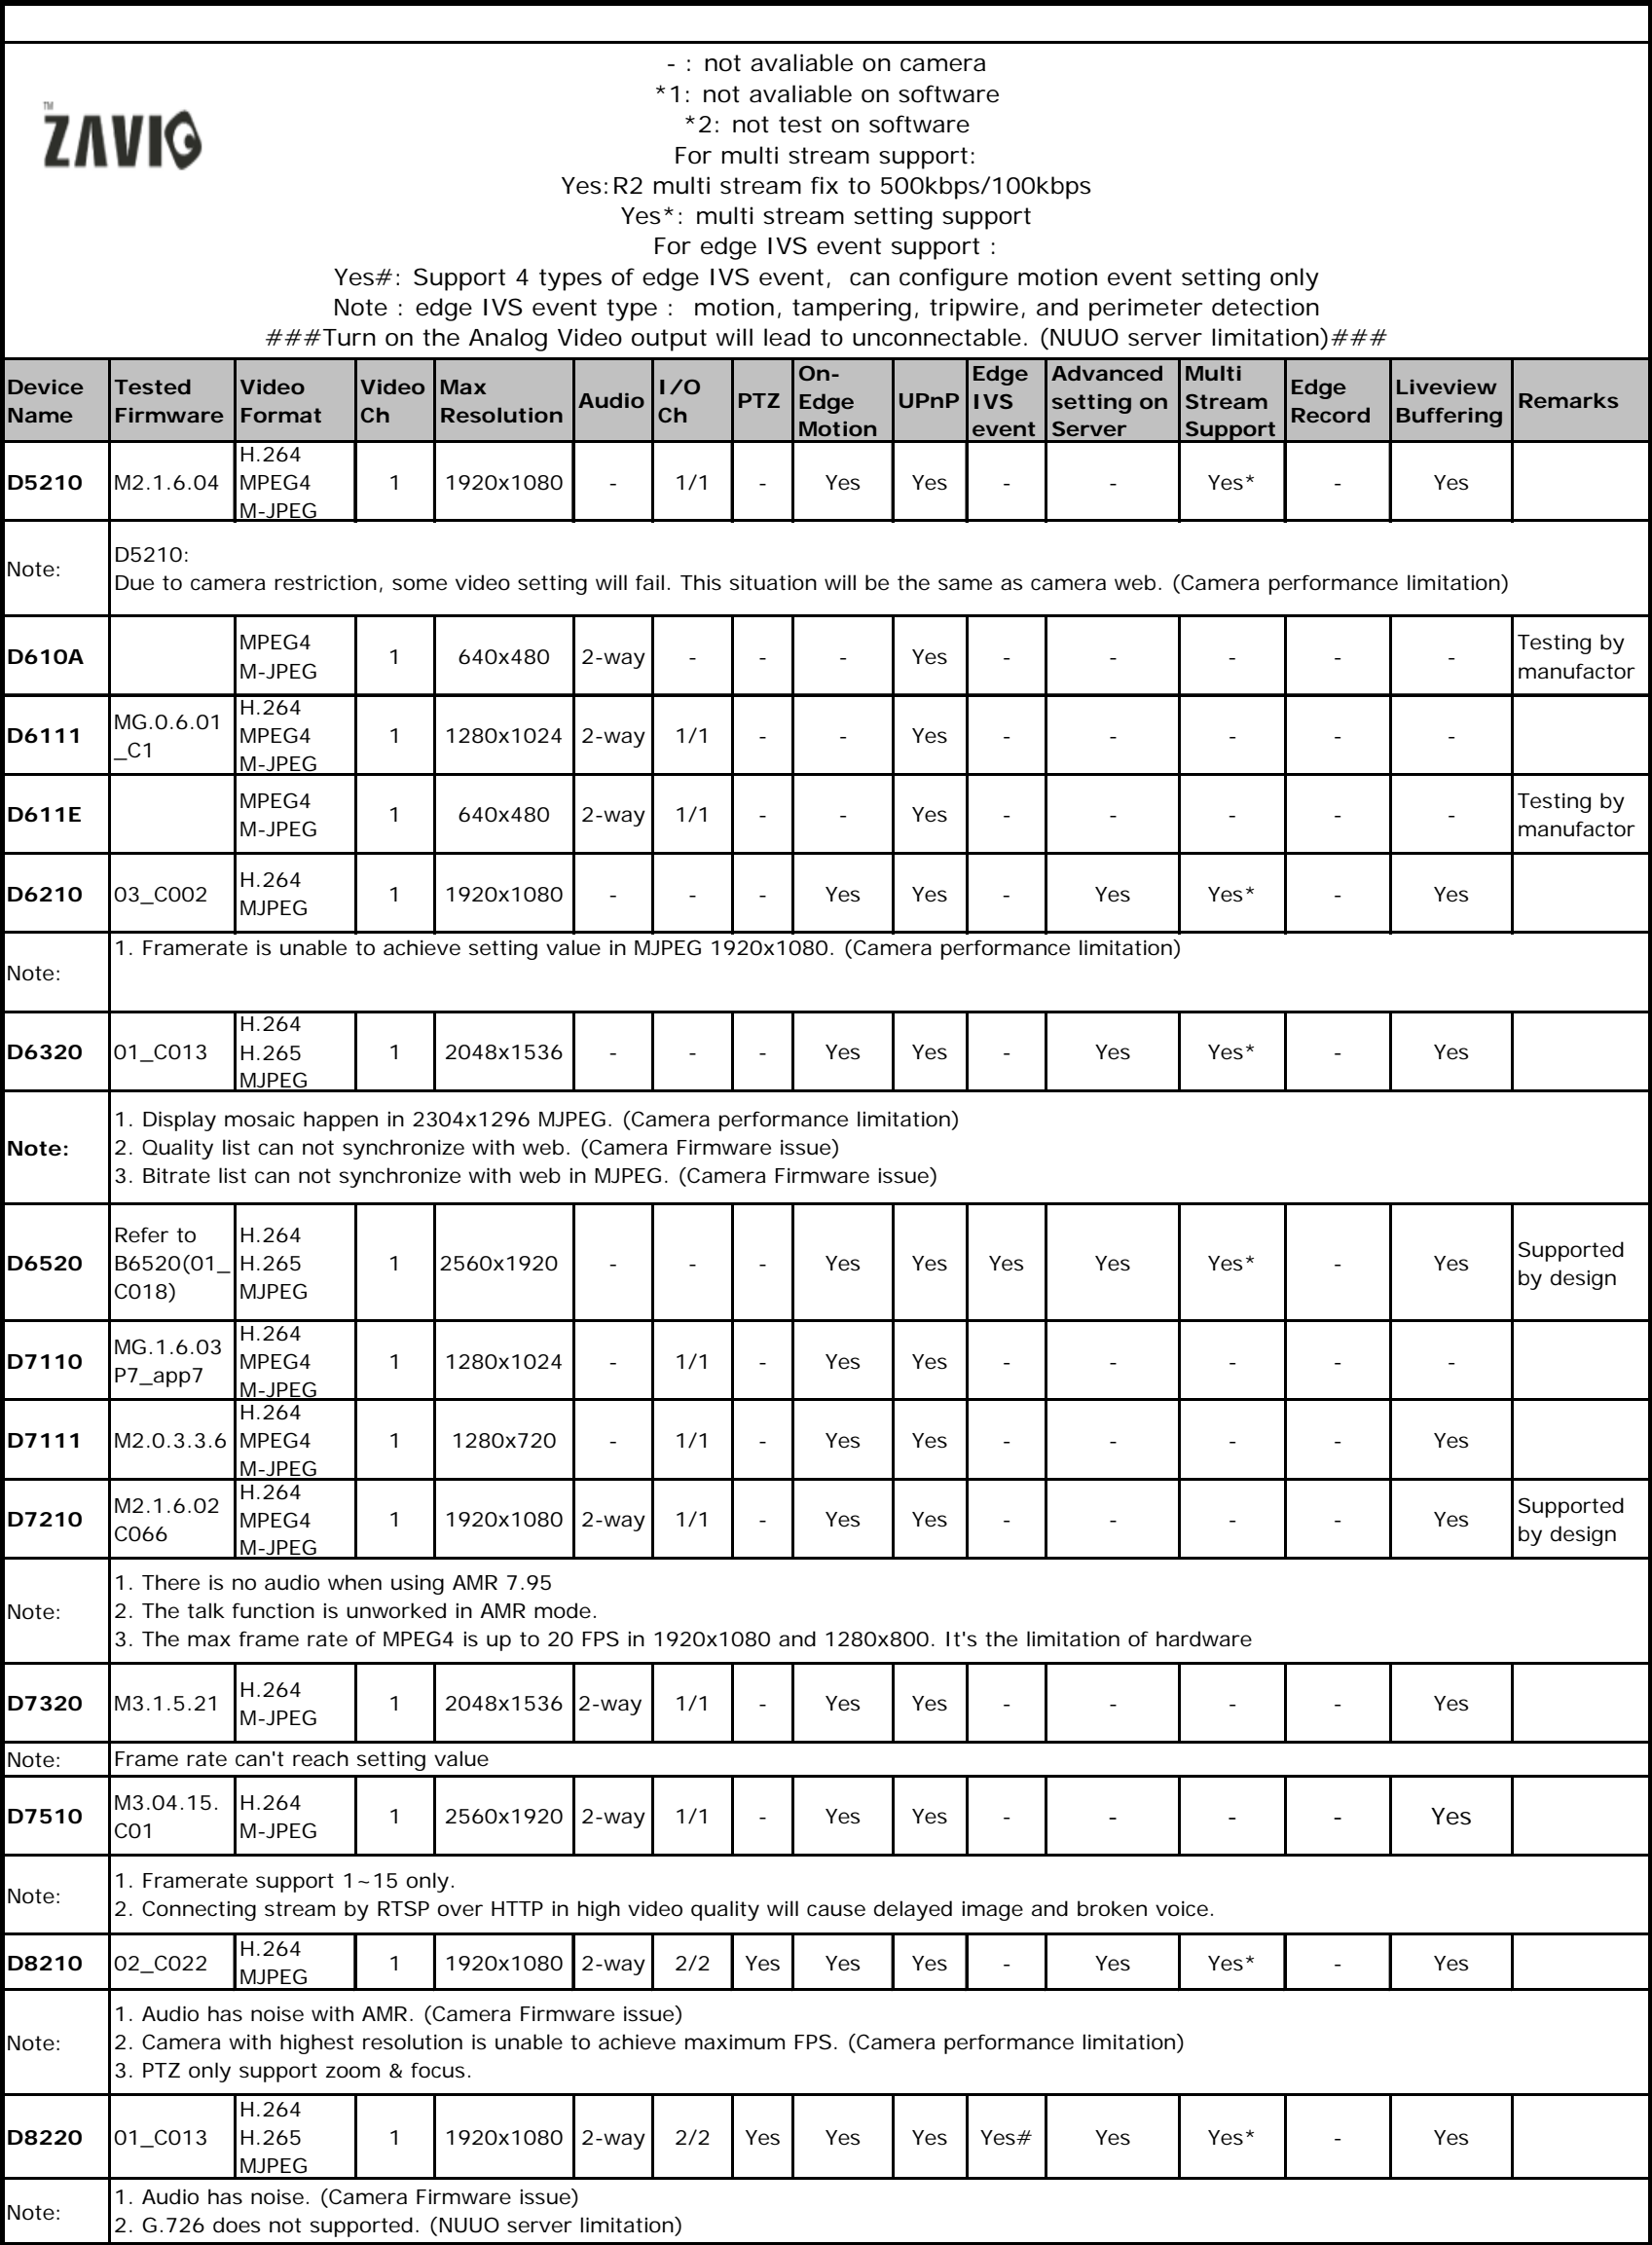 TM
ZAVIO
- : not avaliable on camera
*1: not avaliable on software
*2: not test on software
For multi stream support:
Yes:R2 multi stream fix to 500kbps/100kbps
Yes*: multi stream setting support
For edge IVS event support :
Yes#: Support 4 types of edge IVS event, can configure motion event setting only
Note : edge IVS event type : motion, tampering, tripwire, and perimeter detection
###Turn on the Analog Video output will lead to unconnectable. (NUUO server limitation)###
Device Name | Tested Firmware | Video Format | Video Ch | Max Resolution | Audio | I/O Ch | PTZ | On-Edge Motion | UPnP | Edge IVS event | Advanced setting on Server | Multi Stream Support | Edge Record | Liveview Buffering | Remarks
D5210 | M2.1.6.04 | H.264 MPEG4 M-JPEG | 1 | 1920x1080 | - | 1/1 | - | Yes | Yes | - | - | Yes* | - | Yes
Note: D5210:
Due to camera restriction, some video setting will fail. This situation will be the same as camera web. (Camera performance limitation)
D610A | | MPEG4 M-JPEG | 1 | 640x480 | 2-way | - | - | - | Yes | - | - | - | - | - | Testing by manufactor
D6111 | MG.0.6.01_C1 | H.264 MPEG4 M-JPEG | 1 | 1280x1024 | 2-way | 1/1 | - | - | Yes | - | - | - | - | -
D611E | | MPEG4 M-JPEG | 1 | 640x480 | 2-way | 1/1 | - | - | Yes | - | - | - | - | - | Testing by manufactor
D6210 | 03_C002 | H.264 MJPEG | 1 | 1920x1080 | - | - | - | Yes | Yes | - | Yes | Yes* | - | Yes
Note: 1. Framerate is unable to achieve setting value in MJPEG 1920x1080. (Camera performance limitation)
D6320 | 01_C013 | H.264 H.265 MJPEG | 1 | 2048x1536 | - | - | - | Yes | Yes | - | Yes | Yes* | - | Yes
Note: 1. Display mosaic happen in 2304x1296 MJPEG. (Camera performance limitation)
2. Quality list can not synchronize with web. (Camera Firmware issue)
3. Bitrate list can not synchronize with web in MJPEG. (Camera Firmware issue)
D6520 | Refer to B6520(01_C018) | H.264 H.265 MJPEG | 1 | 2560x1920 | - | - | - | Yes | Yes | Yes | Yes | Yes* | - | Yes | Supported by design
D7110 | MG.1.6.03 P7_app7 | H.264 MPEG4 M-JPEG | 1 | 1280x1024 | - | 1/1 | - | Yes | Yes | - | - | - | - | -
D7111 | M2.0.3.3.6 | H.264 MPEG4 M-JPEG | 1 | 1280x720 | - | 1/1 | - | Yes | Yes | - | - | - | - | Yes
D7210 | M2.1.6.02 C066 | H.264 MPEG4 M-JPEG | 1 | 1920x1080 | 2-way | 1/1 | - | Yes | Yes | - | - | - | - | Yes | Supported by design
Note: 1. There is no audio when using AMR 7.95
2. The talk function is unworked in AMR mode.
3. The max frame rate of MPEG4 is up to 20 FPS in 1920x1080 and 1280x800. It's the limitation of hardware
D7320 | M3.1.5.21 | H.264 M-JPEG | 1 | 2048x1536 | 2-way | 1/1 | - | Yes | Yes | - | - | - | - | Yes
Note: Frame rate can't reach setting value
D7510 | M3.04.15.C01 | H.264 M-JPEG | 1 | 2560x1920 | 2-way | 1/1 | - | Yes | Yes | - | - | - | - | Yes
Note: 1. Framerate support 1~15 only.
2. Connecting stream by RTSP over HTTP in high video quality will cause delayed image and broken voice.
D8210 | 02_C022 | H.264 MJPEG | 1 | 1920x1080 | 2-way | 2/2 | Yes | Yes | Yes | - | Yes | Yes* | - | Yes
Note: 1. Audio has noise with AMR. (Camera Firmware issue)
2. Camera with highest resolution is unable to achieve maximum FPS. (Camera performance limitation)
3. PTZ only support zoom & focus.
D8220 | 01_C013 | H.264 H.265 MJPEG | 1 | 1920x1080 | 2-way | 2/2 | Yes | Yes | Yes | Yes# | Yes | Yes* | - | Yes
Note: 1. Audio has noise. (Camera Firmware issue)
2. G.726 does not supported. (NUUO server limitation)